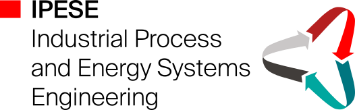 IPESE
Industrial Process
and Energy Systems
Engineering